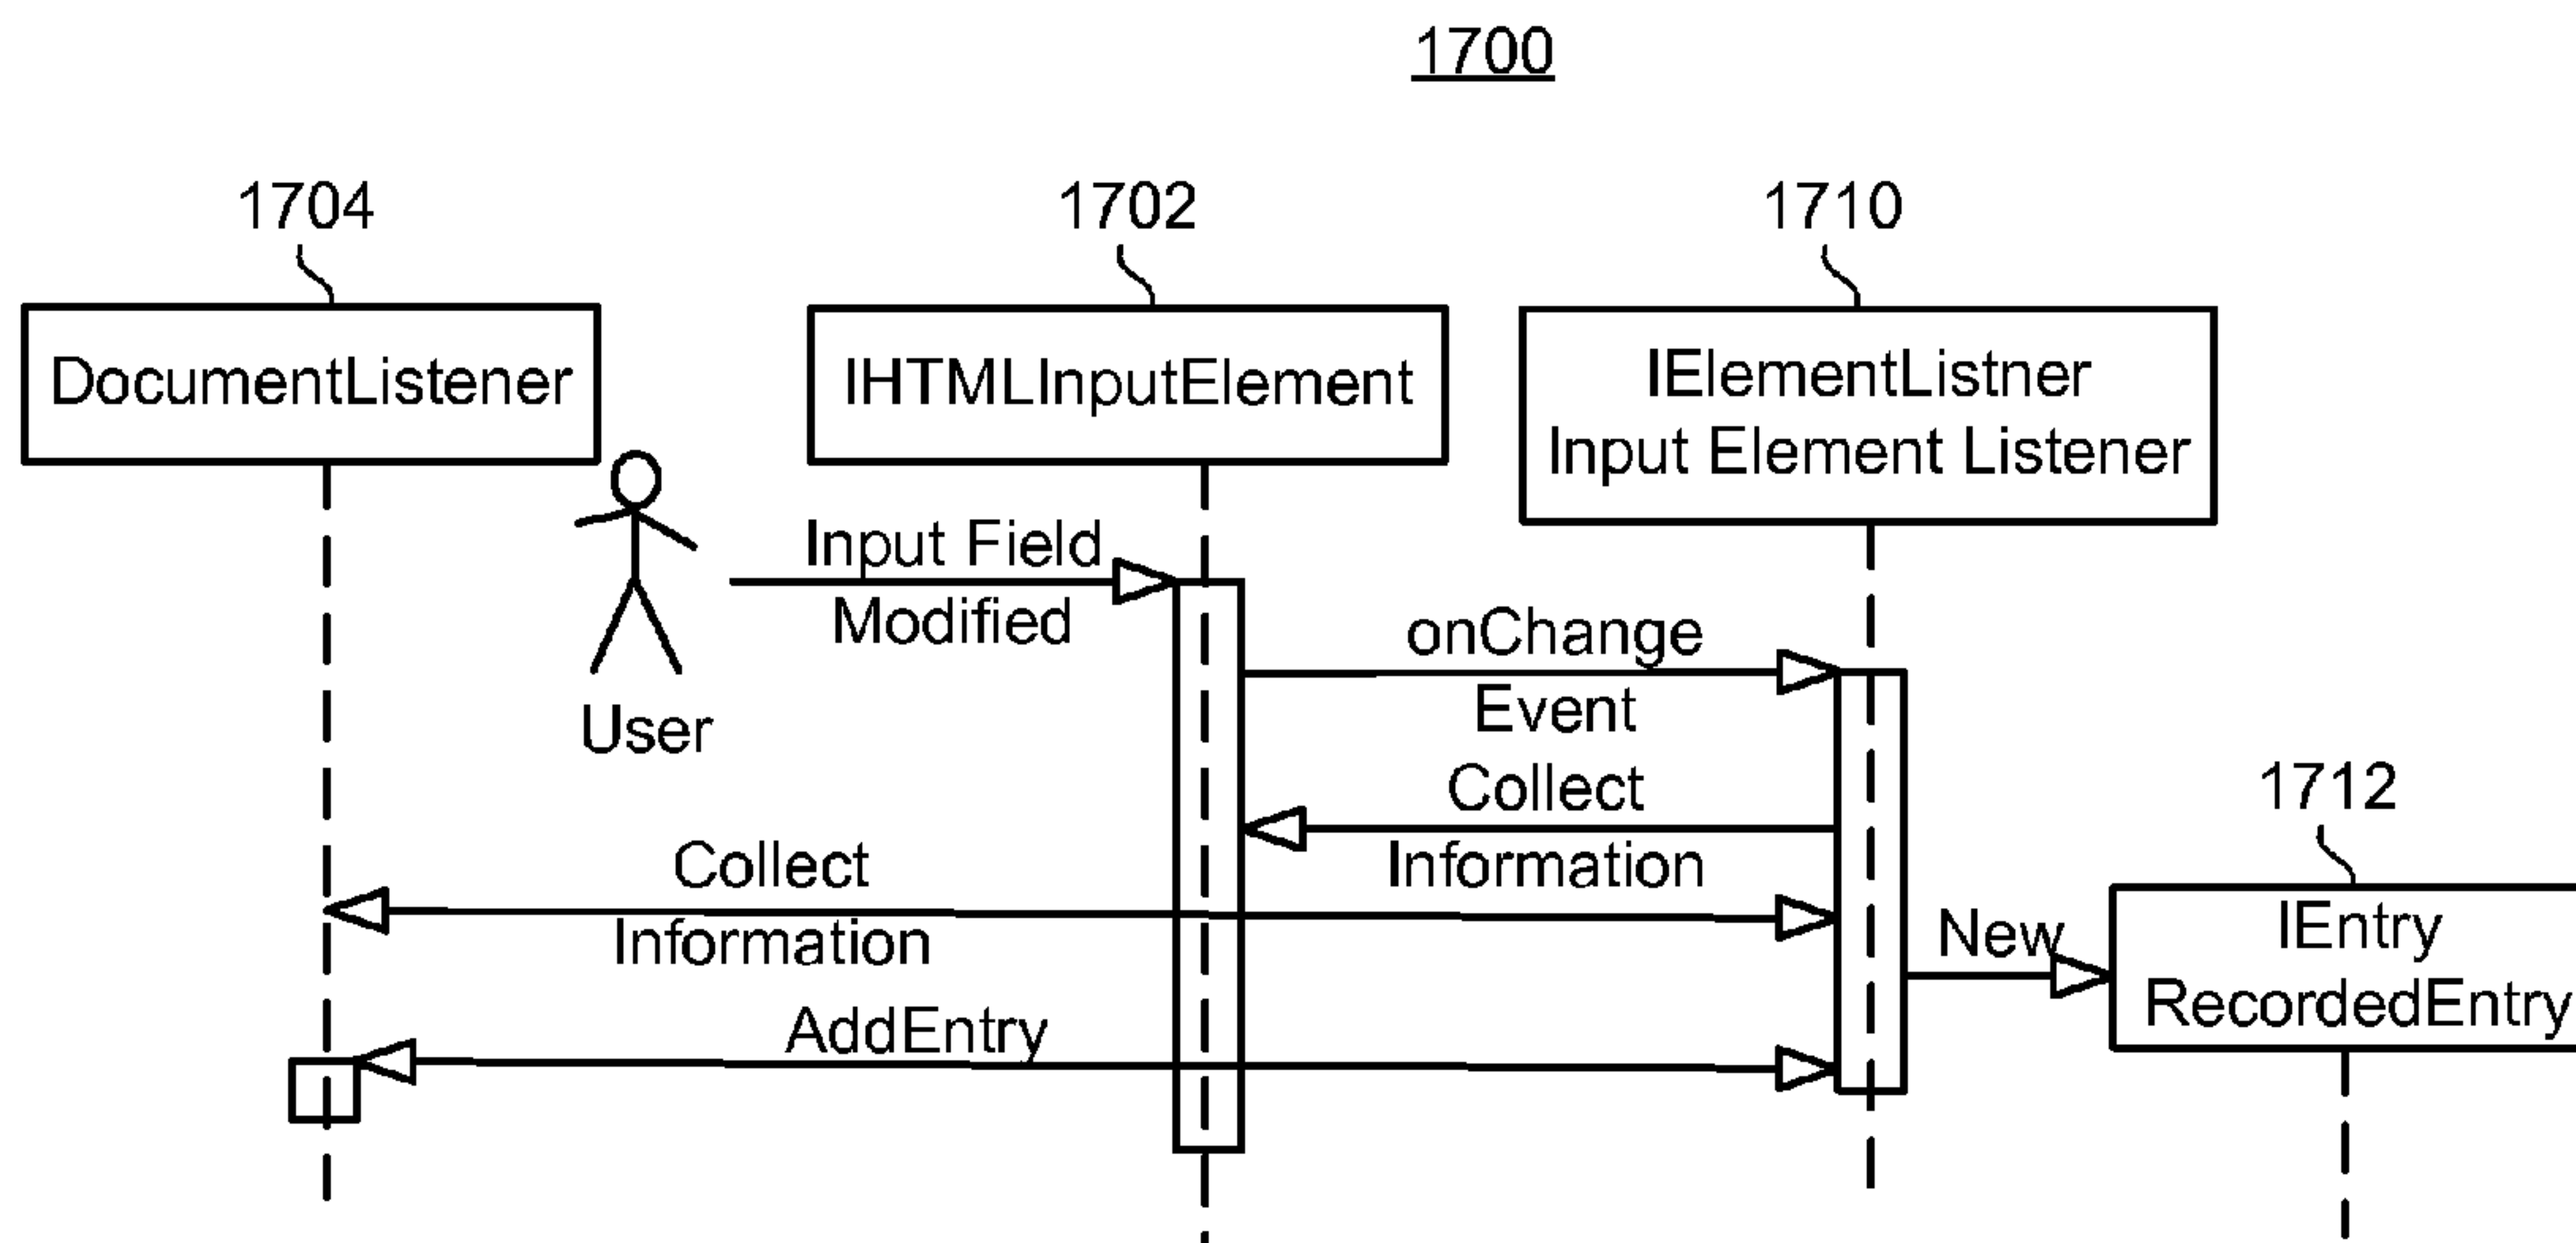 1700
1704
1702
1710
DocumentListener
IHTMLInputElement
IElementListner
Input Element Listener
Input Field
Modified
User
onChange
Event
Collect
Information
1712
Collect
Information
New
IEntry
RecordedEntry
AddEntry